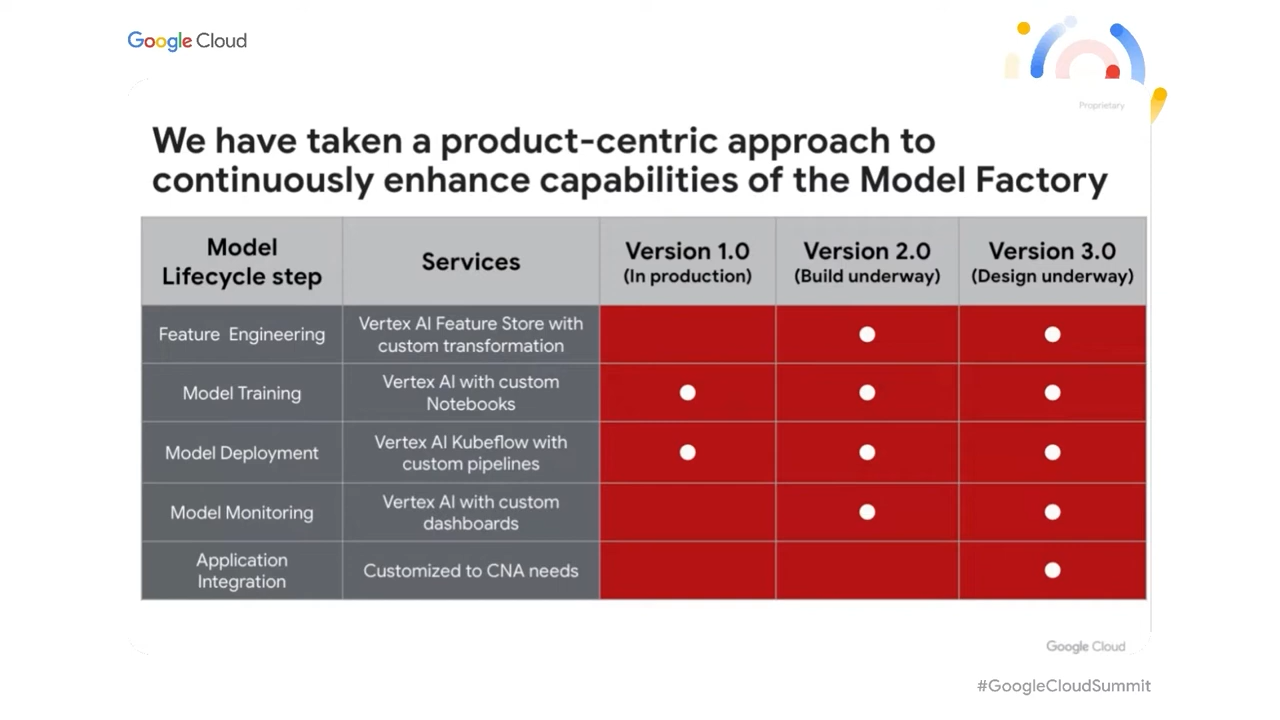 Google Cloud
Proprietary
We have taken a product-centric approach to
continuously enhance capabilities of the Model Factory
Model
Lifecycle step
Services
Version 1.0
(In production)
Version 2.0
(Build underway)
Version 3.0
(Design underway)
Feature Engineering
Vertex AI Feature Store with
custom transformation
Model Training
Vertex AI with custom
Notebooks
Model Deployment
Vertex AI Kubeflow with
custom pipelines
Model Monitoring
Vertex AI with custom
dashboards
Application
Integration
Customized to CNA needs
Google Cloud
#GoogleCloudSummit